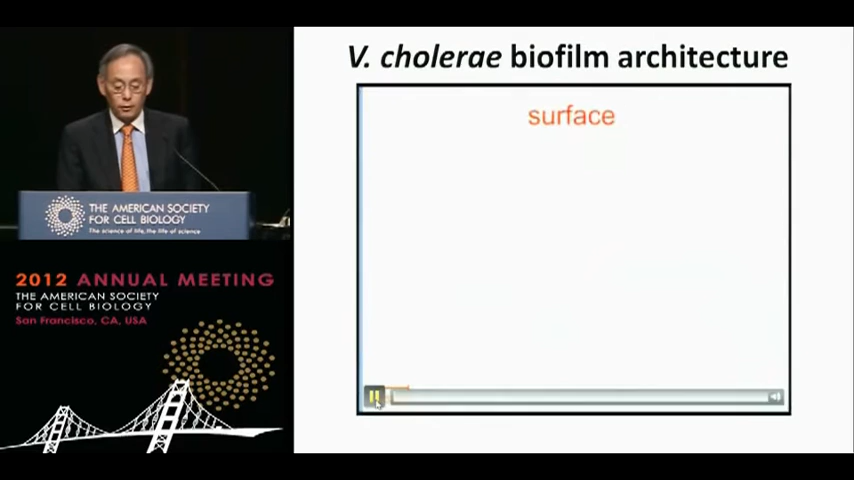 V. cholerae biofilm architecture
surface
THE AMERICAN SOCIETY
FOR CELL BIOLOGY
The science of life, the life of science
2012 ANNUAL MEETING
THE AMERICAN SOCIETY
FOR CELL BIOLOGY
San Francisco, CA, USA